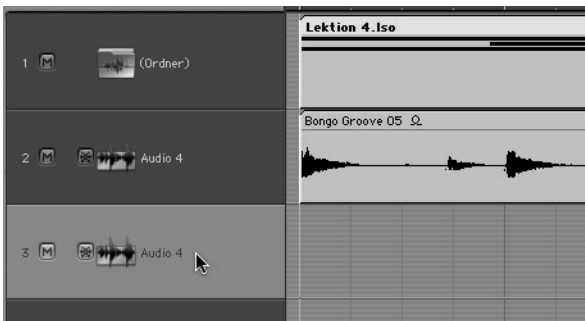 Lektion 4.lso
1 M (Ordner)
Bongo Groove 05
2 M Audio 4
3 M Audio 4